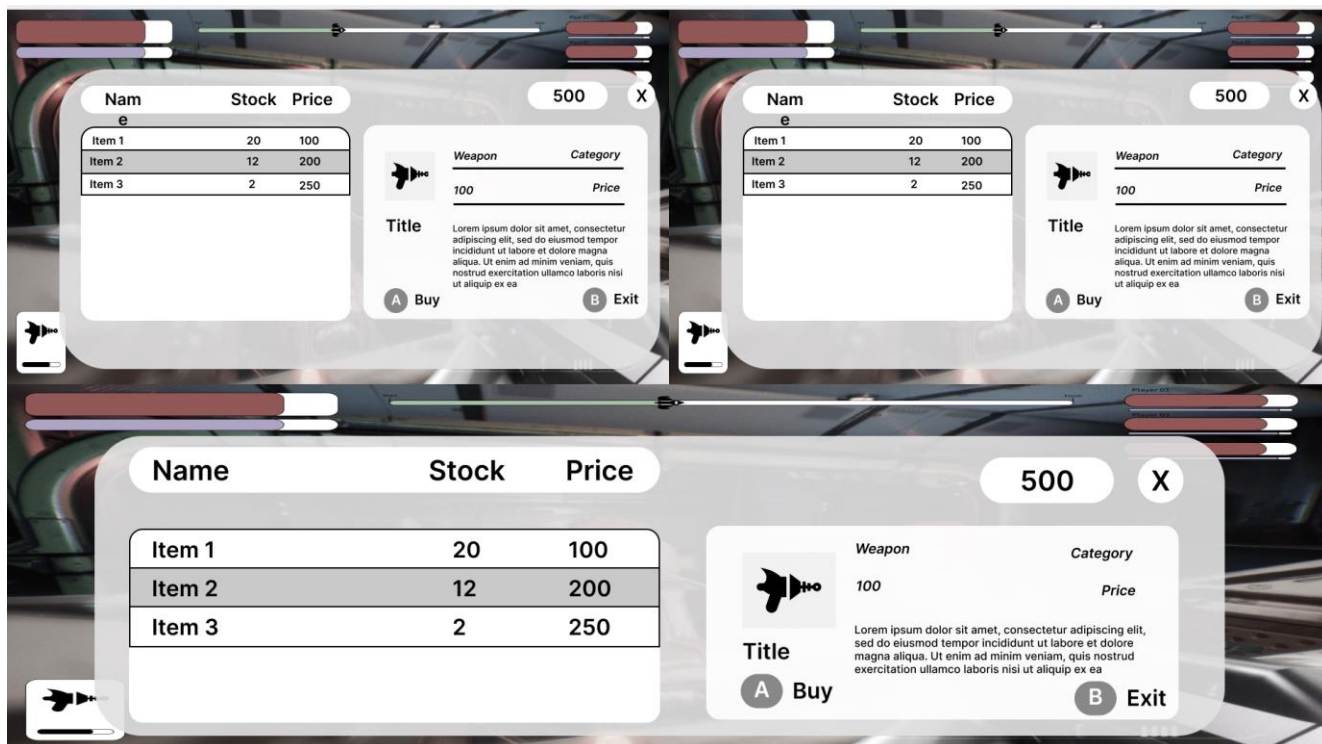 Nam
e
Stock
Price
500
X
Item 1 20 100
Item 2 12 200
Item 3 2 250
Weapon Category
100 Price
Title
Lorem ipsum dolor sit amet, consectetur
adipiscing elit, sed do eiusmod tempor
incididunt ut labore et dolore magna
aliqua. Ut enim ad minim veniam, quis
nostrud exercitation ullamco laboris nisi
ut aliquip ex ea
A Buy
B Exit
Nam
e
Stock
Price
500
X
Item 1 20 100
Item 2 12 200
Item 3 2 250
Weapon Category
100 Price
Title
Lorem ipsum dolor sit amet, consectetur
adipiscing elit, sed do eiusmod tempor
incididunt ut labore et dolore magna
aliqua. Ut enim ad minim veniam, quis
nostrud exercitation ullamco laboris nisi
ut aliquip ex ea
A Buy
B Exit
Player 01
Name Stock Price
500
X
Item 1 20 100
Item 2 12 200
Item 3 2 250
Weapon Category
100 Price
Title
Lorem ipsum dolor sit amet, consectetur adipiscing elit,
sed do eiusmod tempor incididunt ut labore et dolore
magna aliqua. Ut enim ad minim veniam, quis nostrud
exercitation ullamco laboris nisi ut aliquip ex ea
A Buy
B Exit